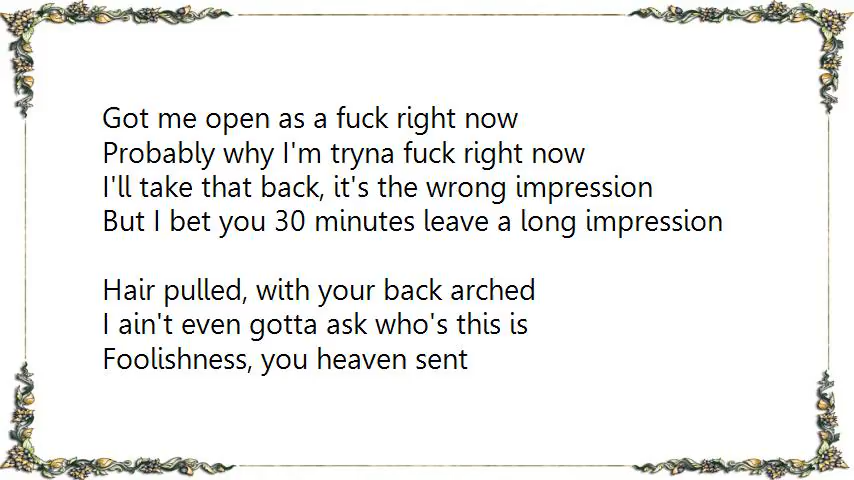 Got me open as a fuck right now
Probably why I'm tryna fuck right now
I'll take that back, it's the wrong impression
But I bet you 30 minutes leave a long impression
Hair pulled, with your back arched
I ain't even gotta ask who's this is
Foolishness, you heaven sent